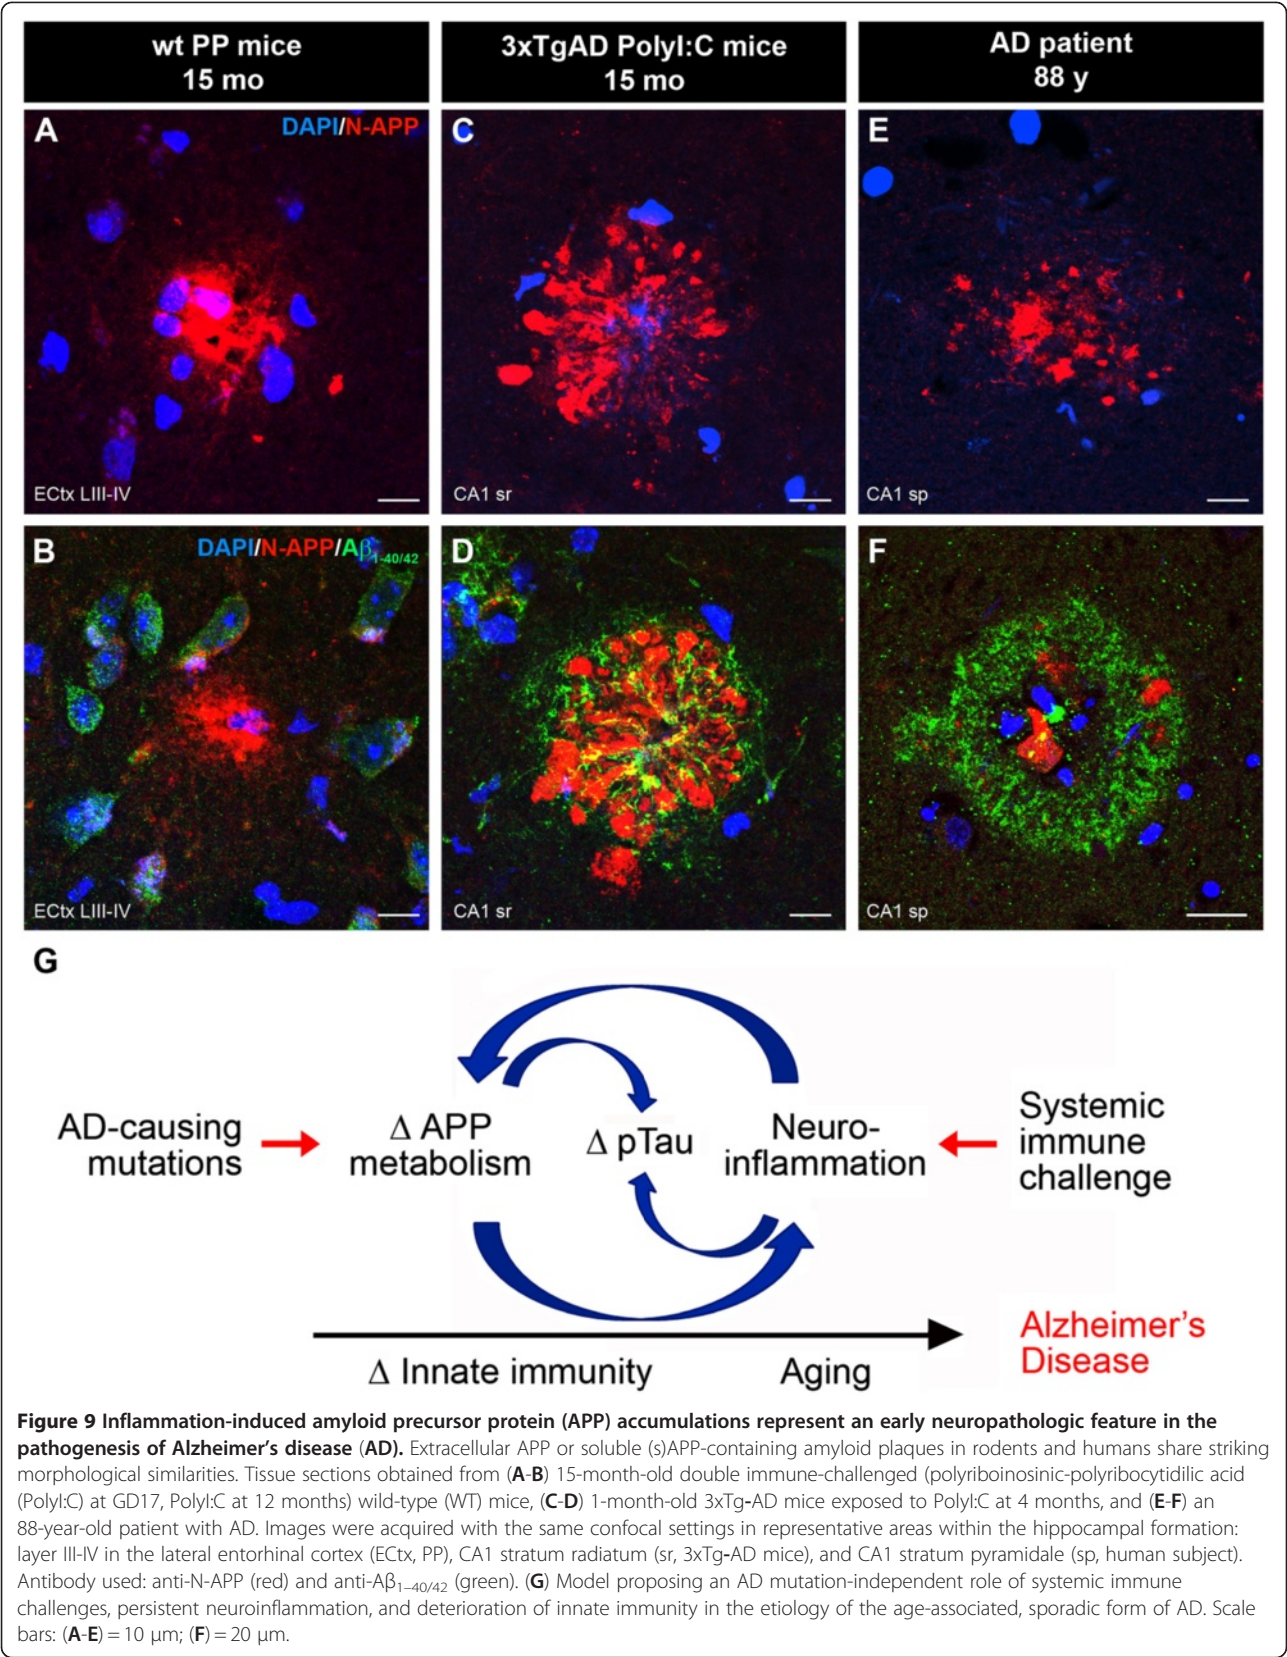 wt PP mice
15 mo
3xTgAD PolyI:C mice
15 mo
AD patient
88 y
A
DAPI/N-APP
ECtx LIII-IV
C
CA1 sr
E
CA1 sp
B
DAPI/N-APP/Aβ1-40/42
ECtx LIII-IV
D
CA1 sr
F
CA1 sp
G
AD-causing
mutations
Δ APP
metabolism
Δ pTau
Neuro-
inflammation
Systemic
immune
challenge
Δ Innate immunity
Aging
Alzheimer's
Disease
Figure 9 Inflammation-induced amyloid precursor protein (APP) accumulations represent an early neuropathologic feature in the
pathogenesis of Alzheimer's disease (AD). Extracellular APP or soluble (s)APP-containing amyloid plaques in rodents and humans share striking
morphological similarities. Tissue sections obtained from (A-B) 15-month-old double immune-challenged (polyriboinosinic-polyribocytidilic acid
(PolyI:C) at GD17, PolyI:C at 12 months) wild-type (WT) mice, (C-D) 1-month-old 3xTg-AD mice exposed to PolyI:C at 4 months, and (E-F) an
88-year-old patient with AD. Images were acquired with the same confocal settings in representative areas within the hippocampal formation:
layer III-IV in the lateral entorhinal cortex (ECtx, PP), CA1 stratum radiatum (sr, 3xTg-AD mice), and CA1 stratum pyramidale (sp, human subject).
Antibody used: anti-N-APP (red) and anti-Aβ1–40/42 (green). (G) Model proposing an AD mutation-independent role of systemic immune
challenges, persistent neuroinflammation, and deterioration of innate immunity in the etiology of the age-associated, sporadic form of AD. Scale
bars: (A-E) = 10 μm; (F) = 20 μm.